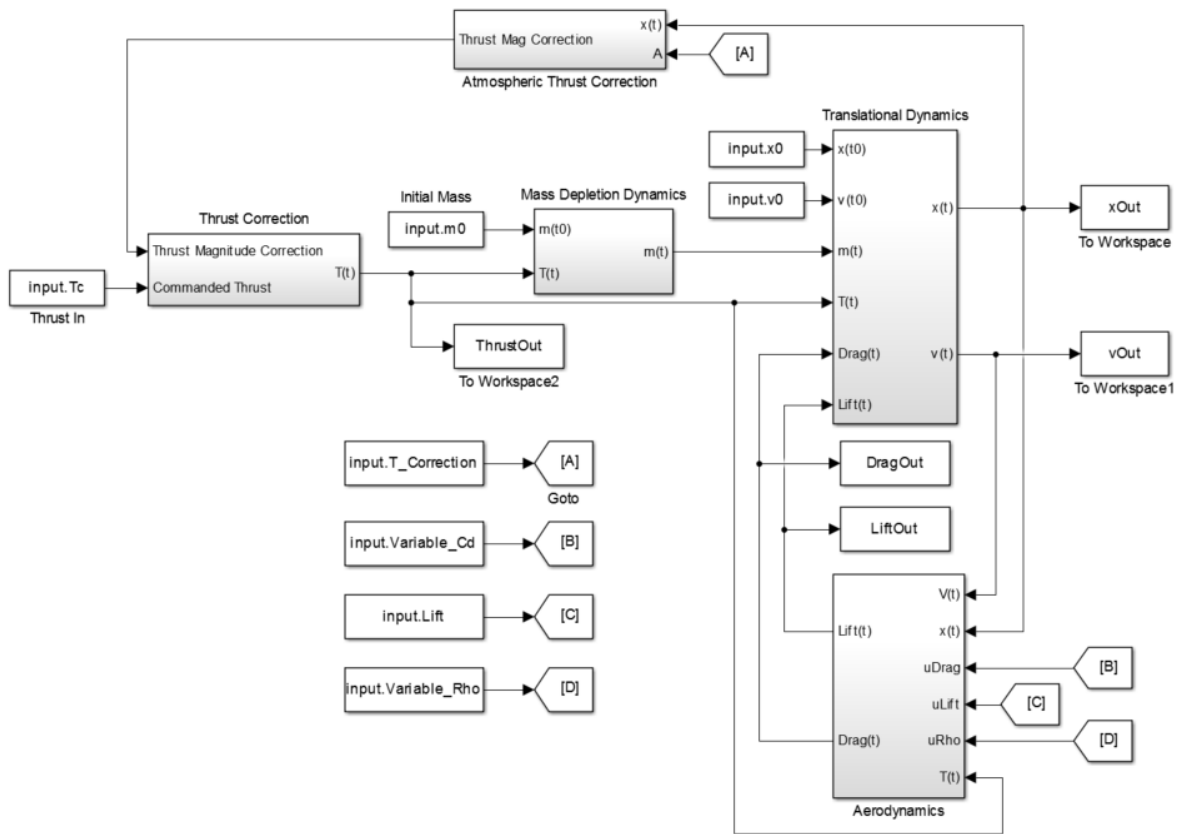 x(t)
Thrust Mag Correction
A
[A]
Atmospheric Thrust Correction
Translational Dynamics
input.x0
x(t0)
Initial Mass
Mass Depletion Dynamics
input.v0
v(t0)
x(t)
xOut
To Workspace
Thrust Correction
input.m0
m(t0)
m(t)
m(t)
Thrust Magnitude Correction
T(t)
T(t)
input.Tc
Commanded Thrust
Thrust In
T(t)
ThrustOut
To Workspace2
Drag(t)
v(t)
vOut
To Workspace1
Lift(t)
input.T_Correction
[A]
Goto
DragOut
input.Variable_Cd
[B]
LiftOut
input.Lift
[C]
V(t)
Lift(t)
x(t)
uDrag
[B]
input.Variable_Rho
[D]
uLift
[C]
Drag(t)
uRho
[D]
T(t)
Aerodynamics